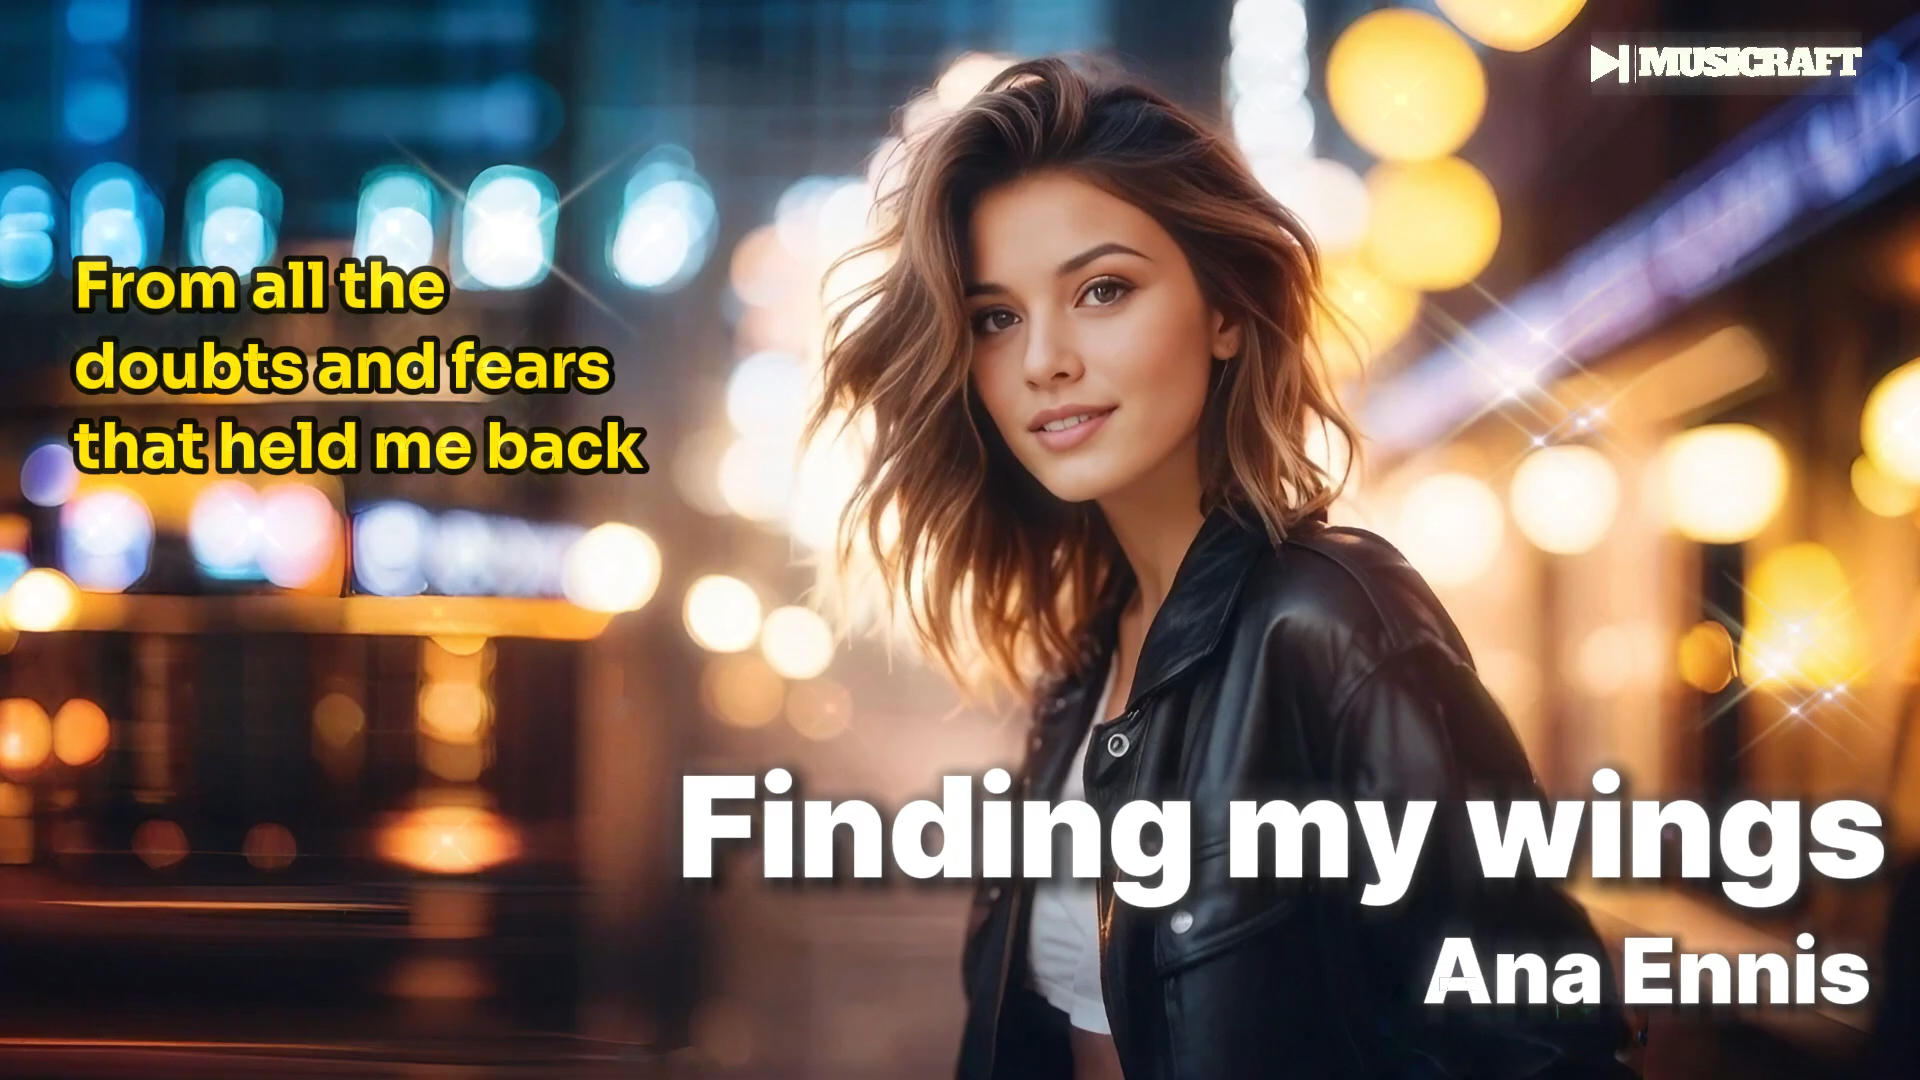 MUSICRAFT
From all the
doubts and fears
that held me back
Finding my wings
Ana Ennis